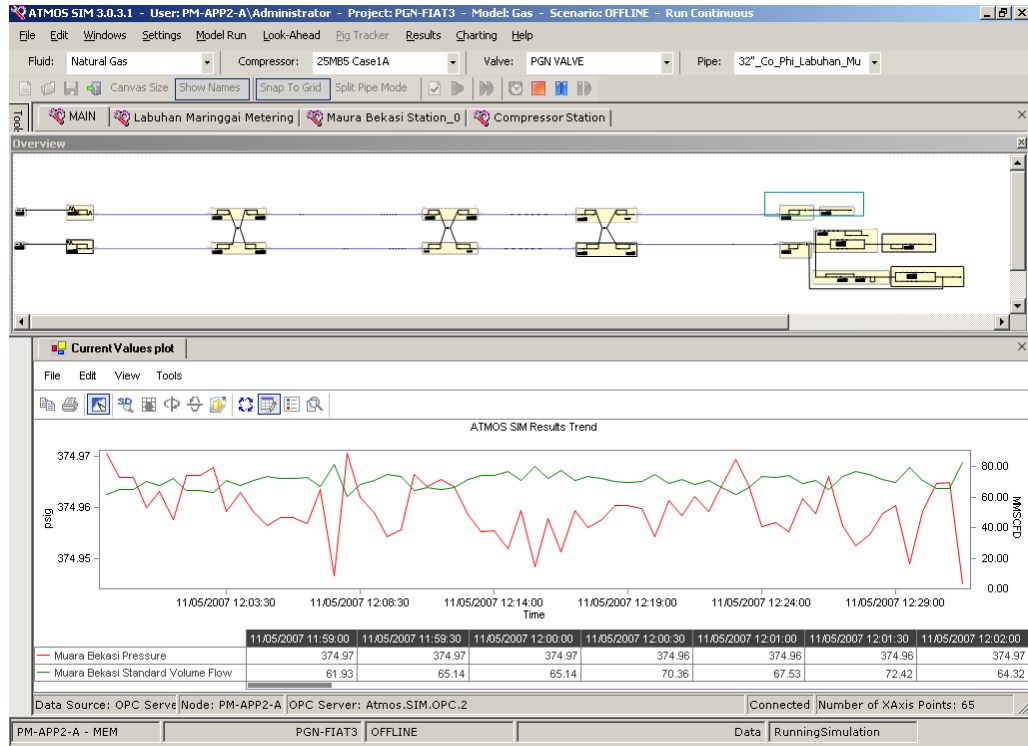 ATMOS SIM 3.0.3.1 - User: PM-APP2-A\Administrator - Project: PGN-FIAT3 - Model: Gas - Scenario: OFFLINE - Run Continuous
File Edit Windows Settings Model Run Look-Ahead Pig Tracker Results Charting Help
Fluid: Natural Gas Compressor: 25MB5 Case1A Valve: PGN VALVE Pipe: 32"_Co_Phi_Labuhan_Mu
Canvas Size Show Names Snap To Grid Split Pipe Mode
Tools
MAIN Labuhan Maringgai Metering Maura Bekasi Station_0 Compressor Station
Overview
Current Values plot
File Edit View Tools
ATMOS SIM Results Trend
374.97 80.00
60.00
374.96
psig
40.00
MMSCFD
374.95 20.00
0.00
11/05/2007 12:03:30 11/05/2007 12:08:30 11/05/2007 12:14:00 11/05/2007 12:19:00 11/05/2007 12:24:00 11/05/2007 12:29:00
Time
11/05/2007 11:59:00 11/05/2007 11:59:30 11/05/2007 12:00:00 11/05/2007 12:00:30 11/05/2007 12:01:00 11/05/2007 12:01:30 11/05/2007 12:02:00
Muara Bekasi Pressure 374.97 374.97 374.97 374.96 374.96 374.96 374.97
Muara Bekasi Standard Volume Flow 61.93 65.14 65.14 70.36 67.53 72.42 64.32
Data Source: OPC Serve Node: PM-APP2-A OPC Server: Atmos.SIM.OPC.2 Connected Number of XAxis Points: 65
PM-APP2-A - MEM PGN-FIAT3 OFFLINE Data RunningSimulation